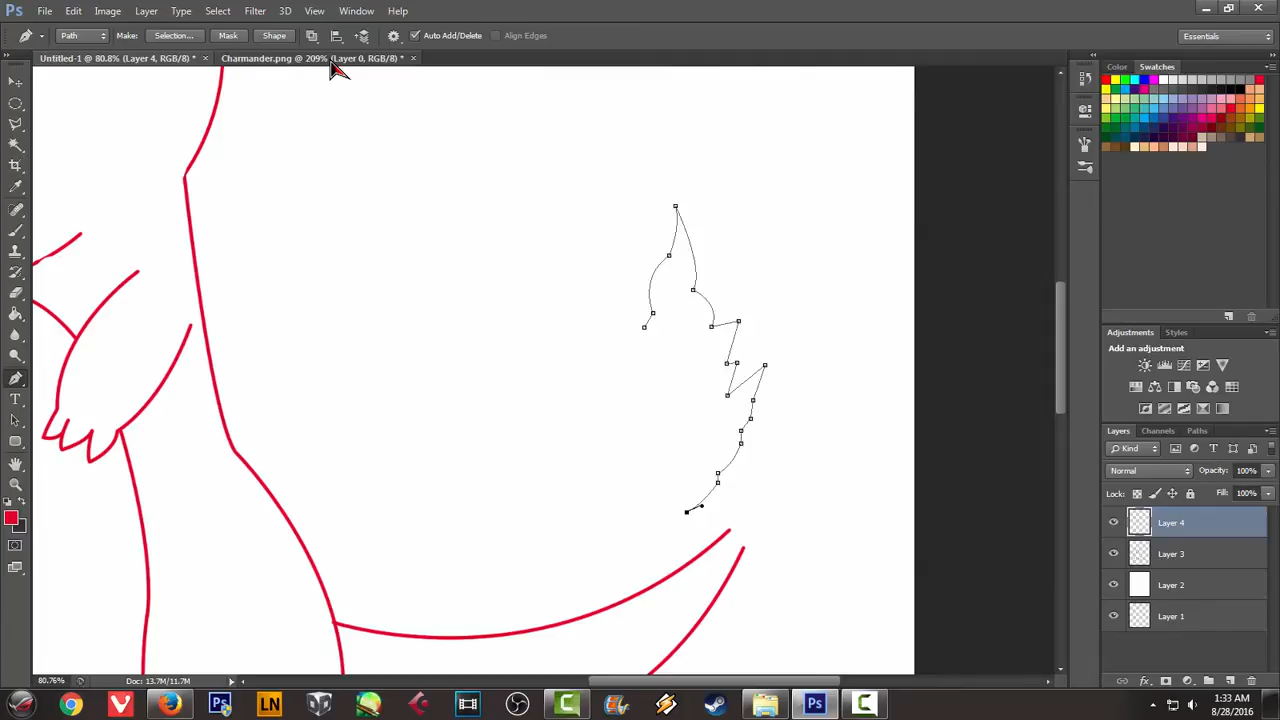 Ps File Edit Image Layer Type Select Filter 3D View Window Help
Path Make: Selection... Mask Shape Auto Add/Delete Align Edges Essentials
Untitled-1 @ 80.8% (Layer 4, RGB/8) * × Charmander.png @ 209% (Layer 0, RGB/8) * ×
Color Swatches
Adjustments Styles
Add an adjustment
Layers Channels Paths
Kind
Normal Opacity: 100%
Lock: Fill: 100%
Layer 4
Layer 3
Layer 2
Layer 1
80.76% Doc: 13.7M/11.7M
Ps LN Ps
1:33 AM
8/28/2016